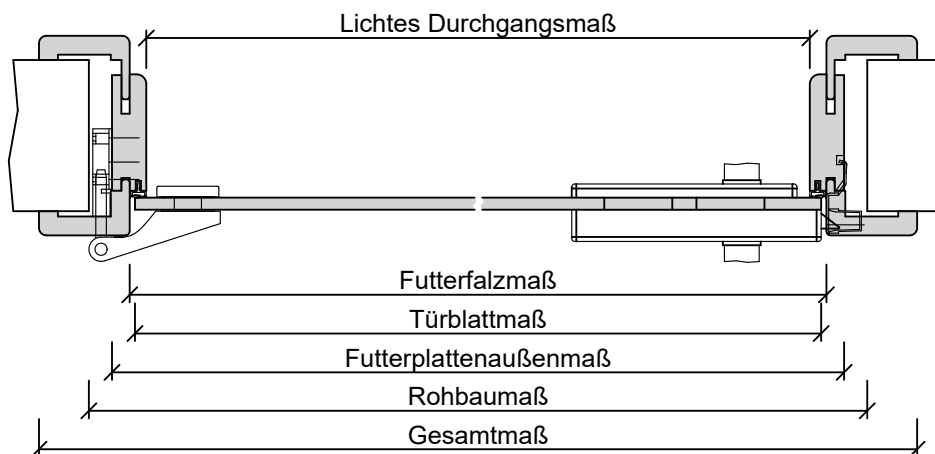 Lichtes Durchgangsmaß
Futterfalzmaß
Türblattmaß
Futterplattenaußenmaß
Rohbaumaß
Gesamtmaß